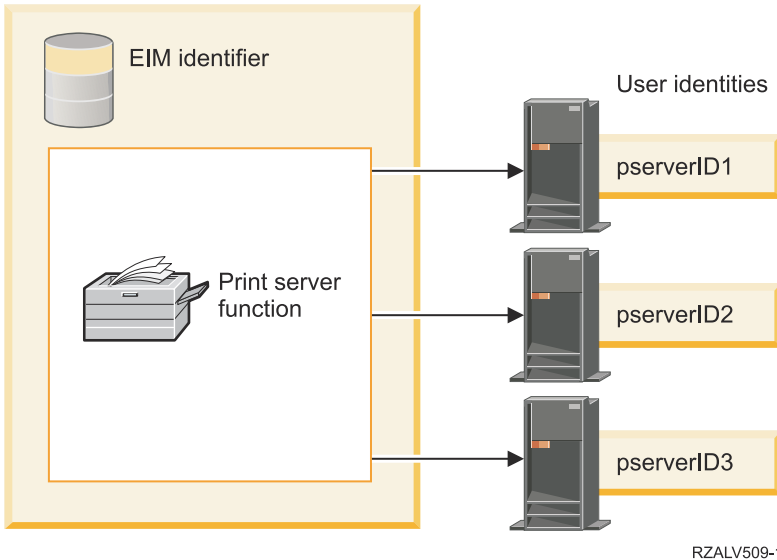 EIM identifier
User identities
pserverID1
Print server
function
pserverID2
pserverID3